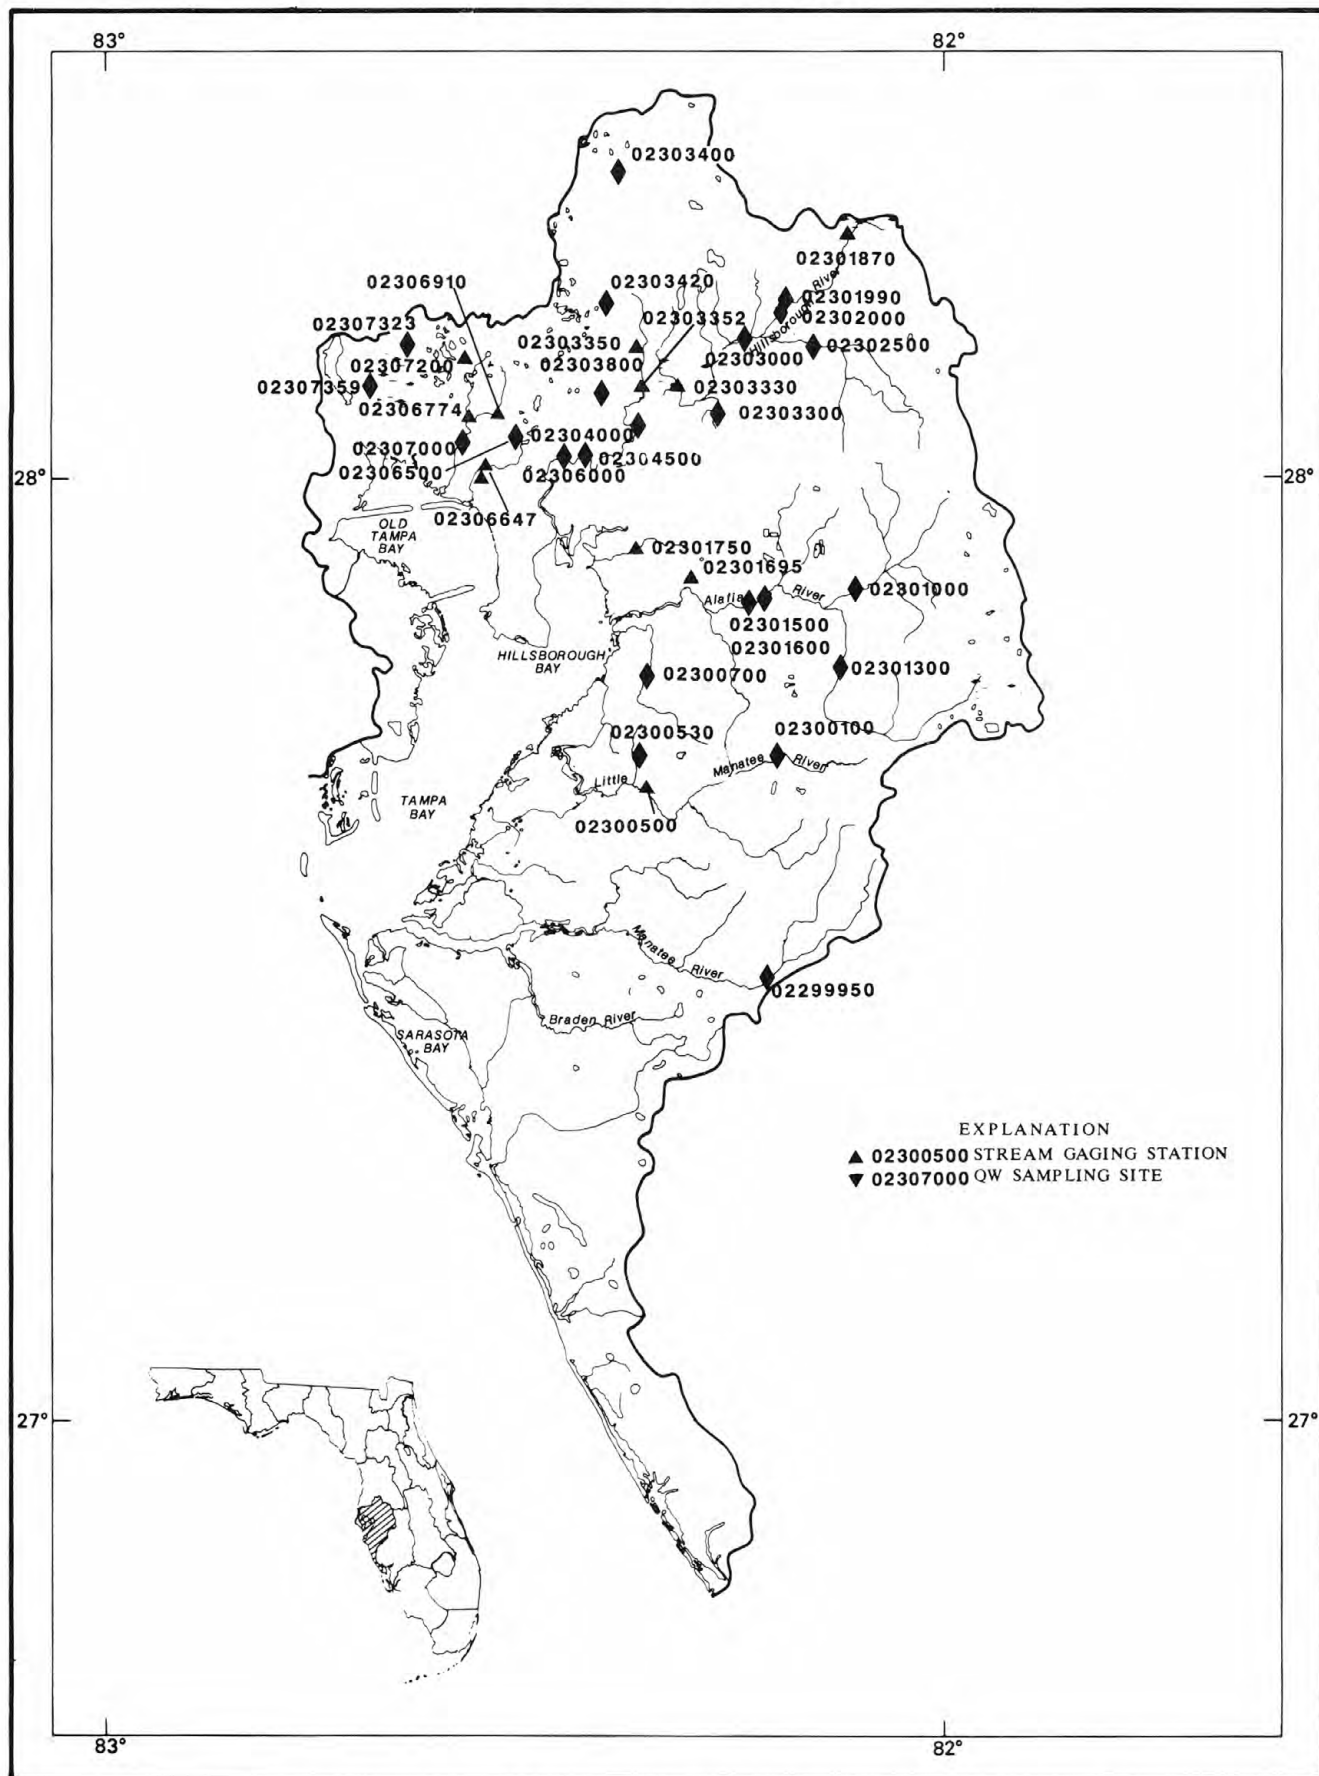 83° 82°
02303400
02301870
02306910 02303420 02301990
02307323 02303352 02302000
02303350 02303000 02302500
02307200 02303800
02307359 02303330
02306774 02303300
02307000 02304000
02306500 02304500
28° 02306000 28°
02306647
OLD
TAMPA
BAY
Hillsborough River
02301750
02301695
Alafia River 02301000
02301500
02301600
HILLSBOROUGH
BAY
02300700 02301300
02300530 02300100
Little Manatee River
TAMPA
BAY
02300500
Manatee River
02299950
Braden River
SARASOTA
BAY
EXPLANATION
02300500 STREAM GAGING STATION
02307000 QW SAMPLING SITE
27° 27°
83° 82°